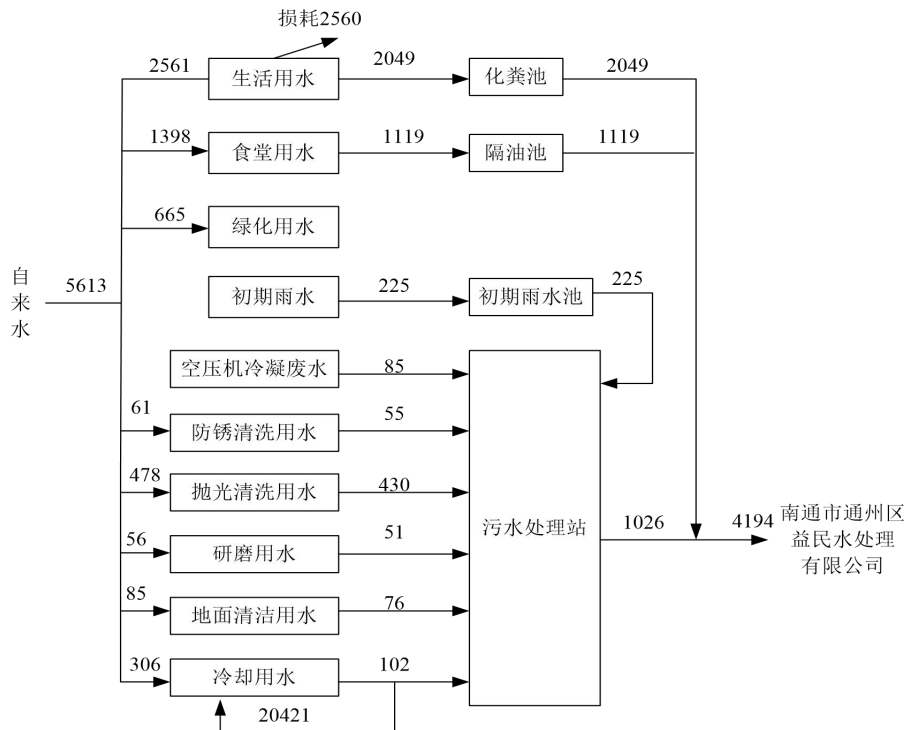 损耗2560
2561
生活用水
2049
化粪池
2049
1398
食堂用水
1119
隔油池
1119
665
绿化用水
自
来
水
5613
初期雨水
225
初期雨水池
225
空压机冷凝废水
85
61
防锈清洗用水
55
478
抛光清洗用水
430
污水处理站
1026
4194
南通市通州区
益民水处理
有限公司
56
研磨用水
51
85
地面清洁用水
76
306
冷却用水
102
20421